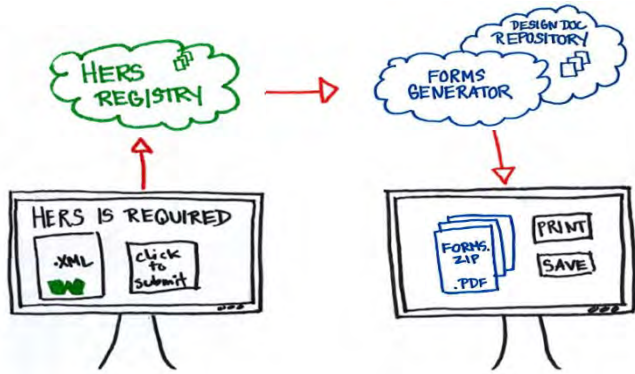 HERS
REGISTRY
DESIGN DOC
REPOSITORY
FORMS
GENERATOR
HERS IS REQUIRED
.XML
click
to
submit
FORMS.
ZIP
.PDF
PRINT
SAVE